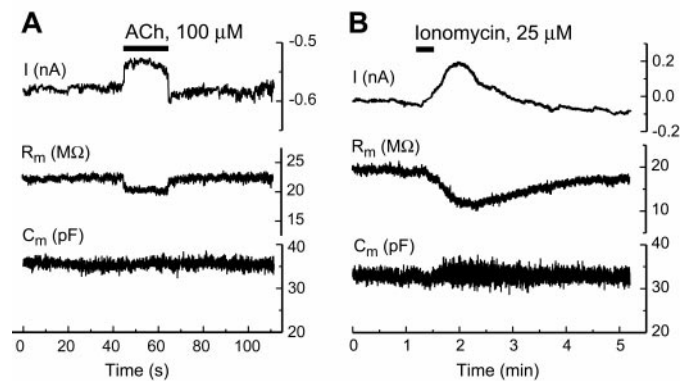 A
ACh, 100 μM
I (nA)
-0.5
-0.6
Rm (MΩ)
25
20
15
Cm (pF)
40
30
20
0 20 40 60 80 100
Time (s)
B
Ionomycin, 25 μM
I (nA)
0.2
0.0
-0.2
Rm (MΩ)
20
10
Cm (pF)
40
30
20
0 1 2 3 4 5
Time (min)